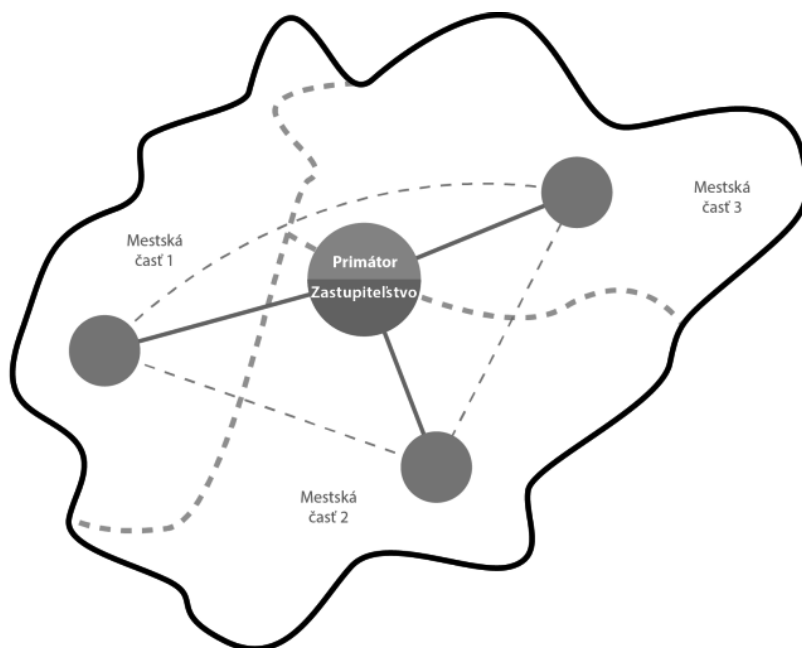 Mestská
časť 3
Mestská
časť 1
Primátor
Zastupiteľstvo
Mestská
časť 2